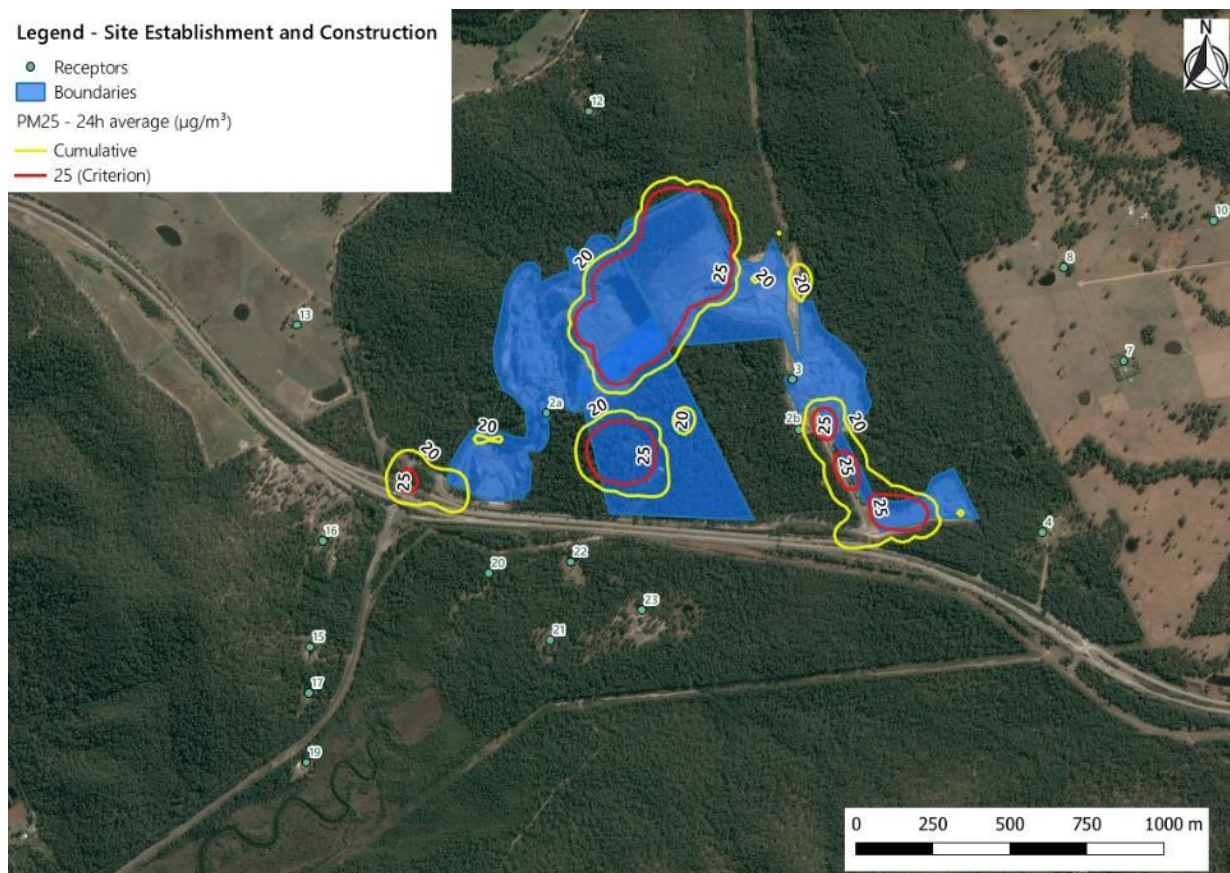 Legend - Site Establishment and Construction
Receptors
Boundaries
PM25 - 24h average (µg/m³)
Cumulative
25 (Criterion)
N
12
10
20
8
25
20
20
13
7
3
2a
20
20
20
25
20
2b
20
25
25
25
25
16
4
22
20
23
21
15
17
19
0 250 500 750 1000 m